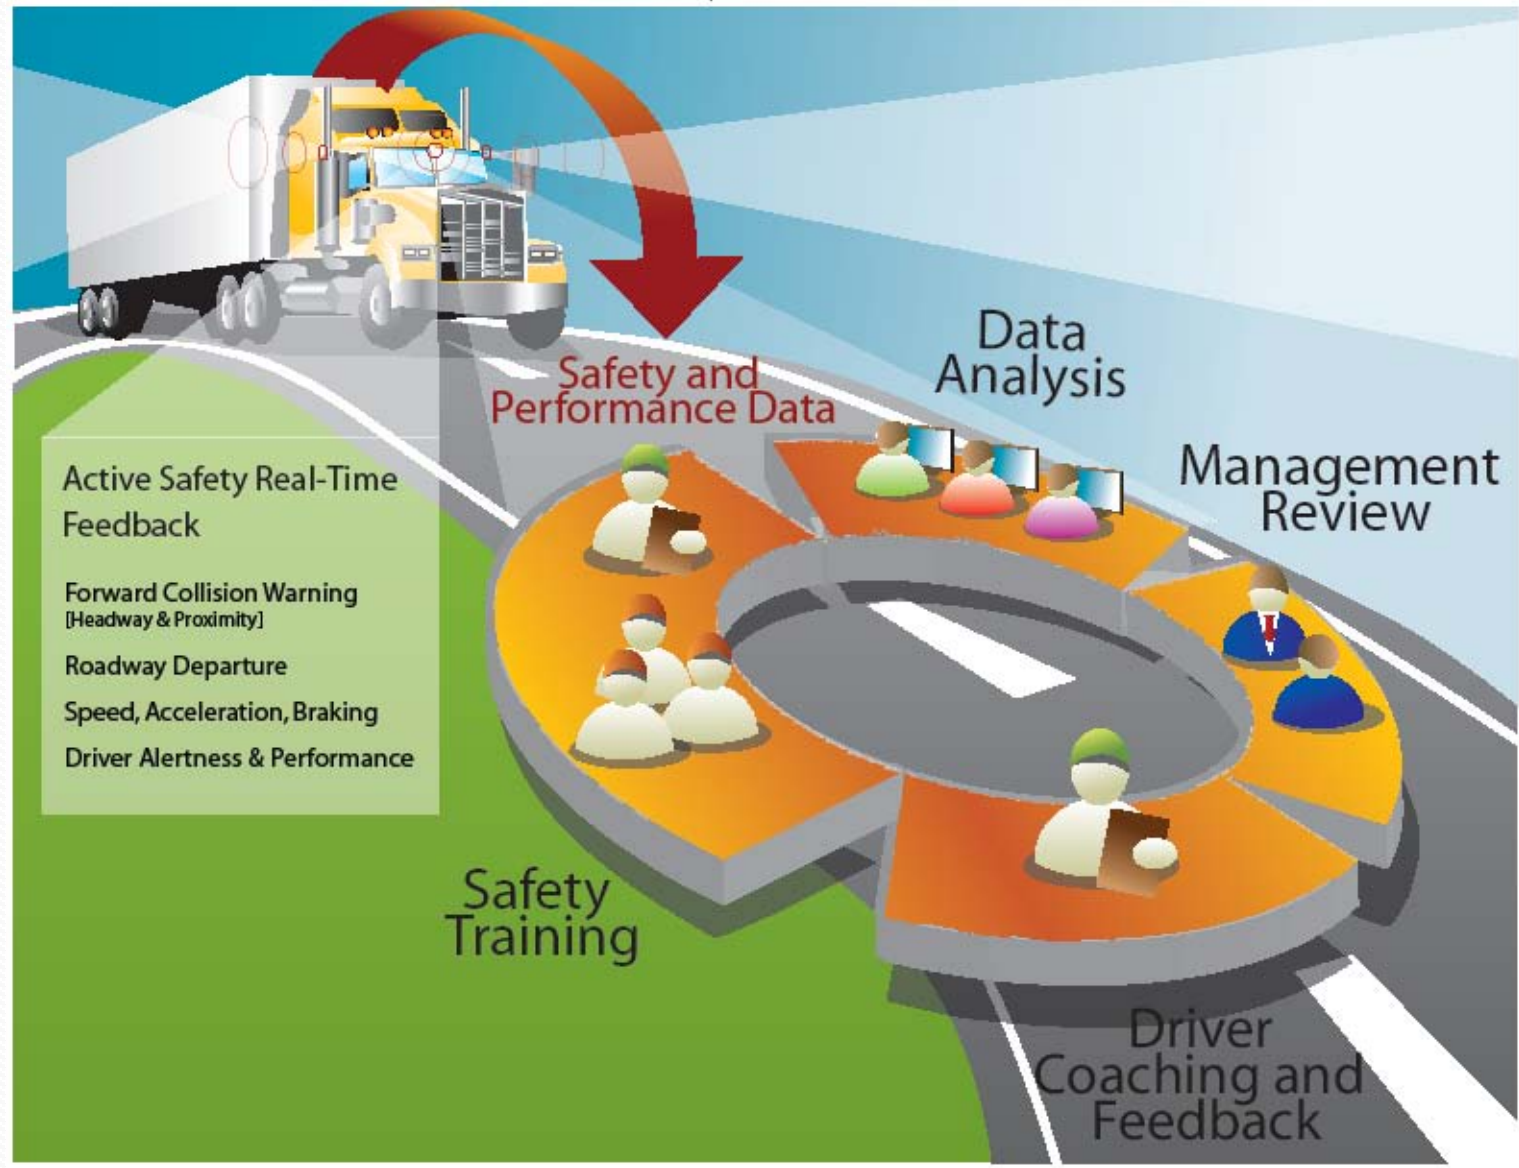 Safety and
Performance Data
Data
Analysis
Management
Review
Active Safety Real-Time
Feedback
Forward Collision Warning
[Headway & Proximity]
Roadway Departure
Speed, Acceleration, Braking
Driver Alertness & Performance
Safety
Training
Driver
Coaching and
Feedback